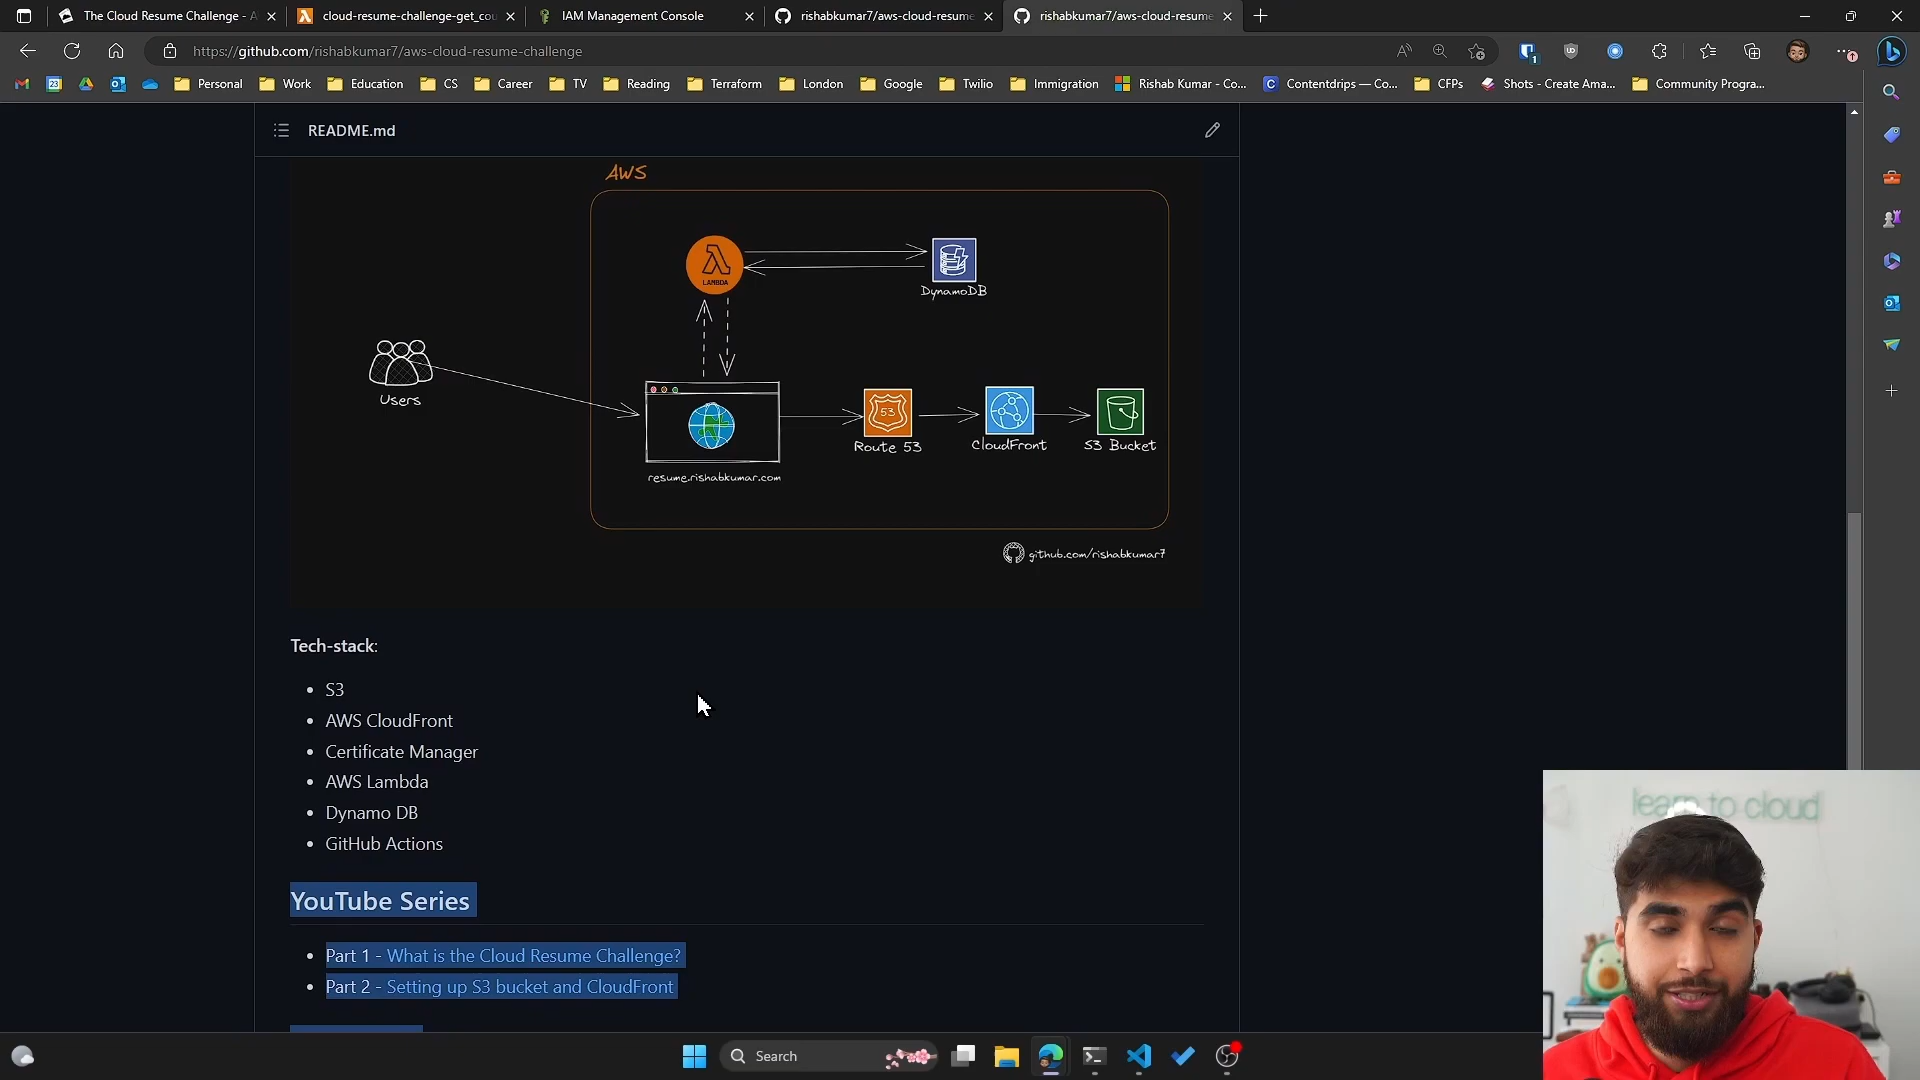 The Cloud Resume Challenge - A
cloud-resume-challenge-get_cou
IAM Management Console
rishabkumar7/aws-cloud-resume
rishabkumar7/aws-cloud-resume
https://github.com/rishabkumar7/aws-cloud-resume-challenge
Personal
Work
Education
CS
Career
TV
Reading
Terraform
London
Google
Twilio
Immigration
Rishab Kumar - Co...
Contentdrips — Co...
CFPs
Shots - Create Ama...
Community Progra...
README.md
AWS
LAMBDA
DynamoDB
Users
53
Route 53
CloudFront
S3 Bucket
resume.rishabkumar.com
github.com/rishabkumar7
Tech-stack:
S3
AWS CloudFront
Certificate Manager
AWS Lambda
Dynamo DB
GitHub Actions
YouTube Series
Part 1 - What is the Cloud Resume Challenge?
Part 2 - Setting up S3 bucket and CloudFront
learn to cloud
Search